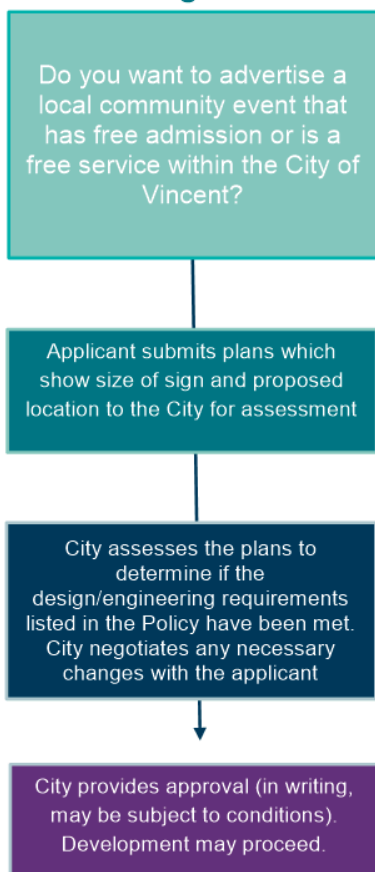 Do you want to advertise a
local community event that
has free admission or is a
free service within the City of
Vincent?
Applicant submits plans which
show size of sign and proposed
location to the City for assessment
City assesses the plans to
determine if the
design/engineering requirements
listed in the Policy have been met.
City negotiates any necessary
changes with the applicant
City provides approval (in writing,
may be subject to conditions).
Development may proceed.